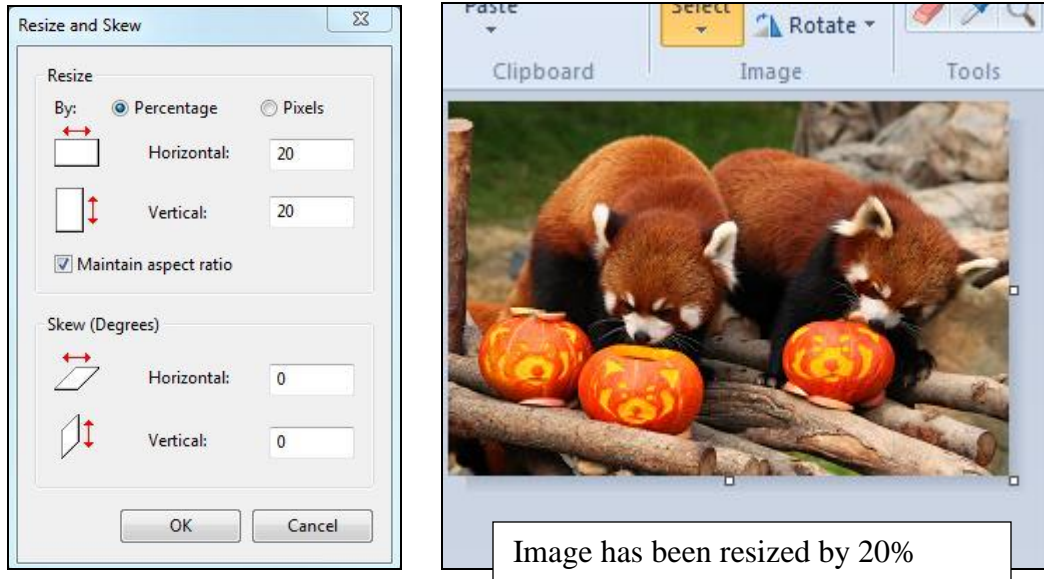 Resize and Skew
Resize
By: Percentage Pixels
Horizontal: 20
Vertical: 20
Maintain aspect ratio
Skew (Degrees)
Horizontal: 0
Vertical: 0
OK Cancel
Paste
Select
Rotate
Clipboard Image Tools
Image has been resized by 20%